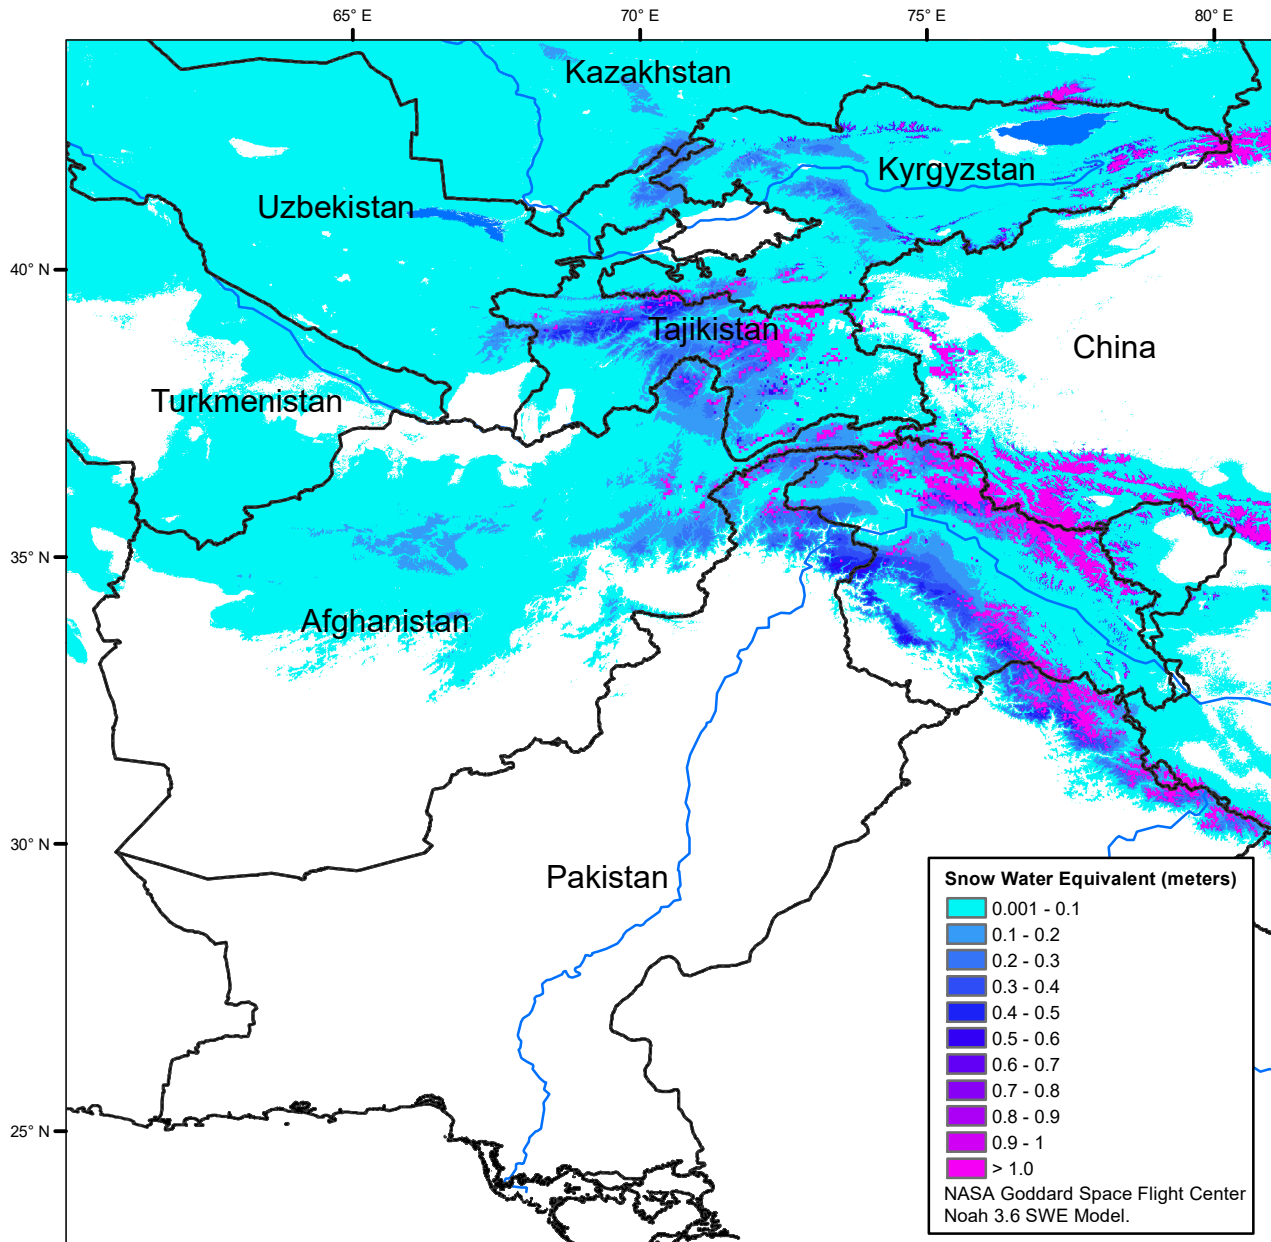 65° E
70° E
75° E
80° E
Kazakhstan
Kyrgyzstan
Uzbekistan
40° N
Tajikistan
China
Turkmenistan
35° N
Afghanistan
30° N
Pakistan
25° N
Snow Water Equivalent (meters)
0.001 - 0.1
0.1 - 0.2
0.2 - 0.3
0.3 - 0.4
0.4 - 0.5
0.5 - 0.6
0.6 - 0.7
0.7 - 0.8
0.8 - 0.9
0.9 - 1
> 1.0
NASA Goddard Space Flight Center
Noah 3.6 SWE Model.